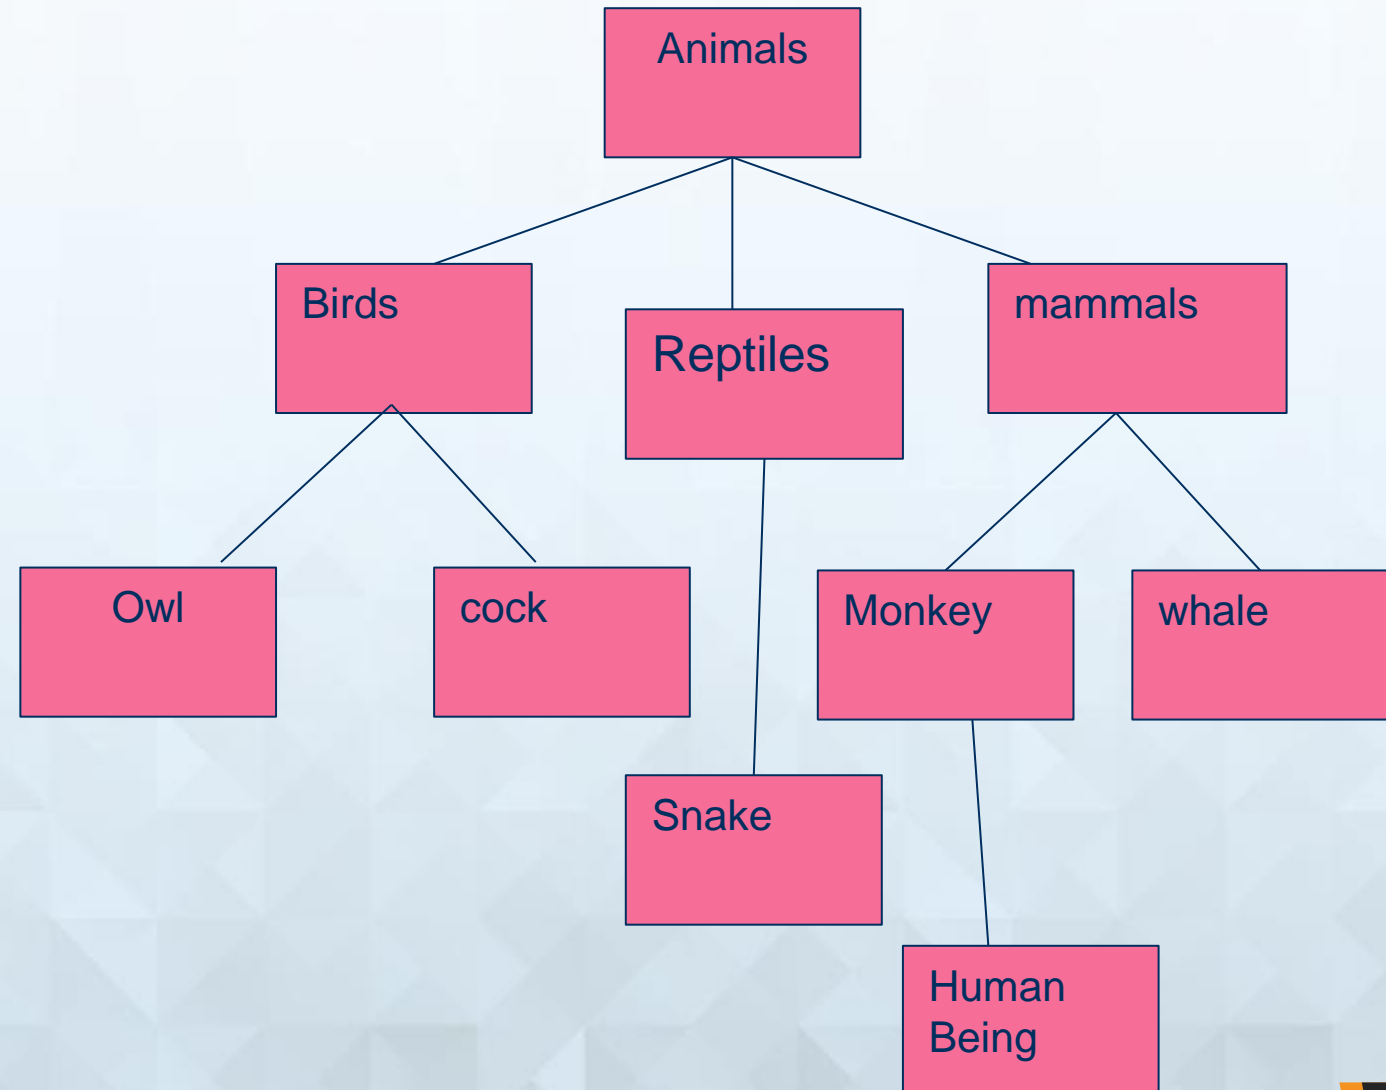 Animals
Birds
Reptiles
mammals
Owl
cock
Monkey
whale
Snake
Human
Being